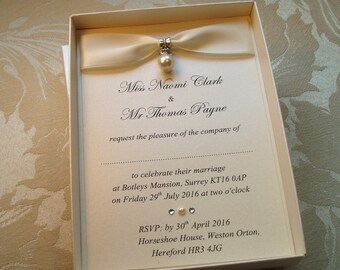 Miss Naomi Clark
&
Mr Thomas Payne
request the pleasure of the company of
..........................................................
to celebrate their marriage
at Botleys Mansion, Surrey KT16 0AP
on Friday 29th July 2016 at two o'clock
RSVP: by 30th April 2016
Horseshoe House, Weston Orton,
Hereford HR3 4JG